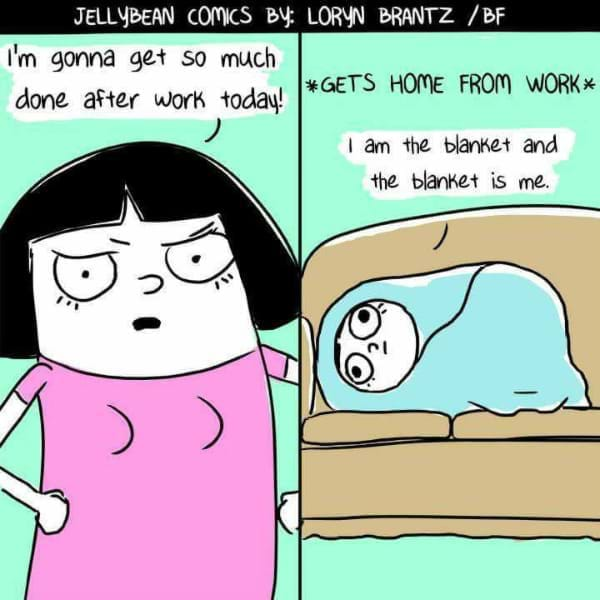 JELLYBEAN COMICS BY: LORYN BRANTZ / BF
I'm gonna get so much
done after work today!
*GETS HOME FROM WORK*
I am the blanket and
the blanket is me.